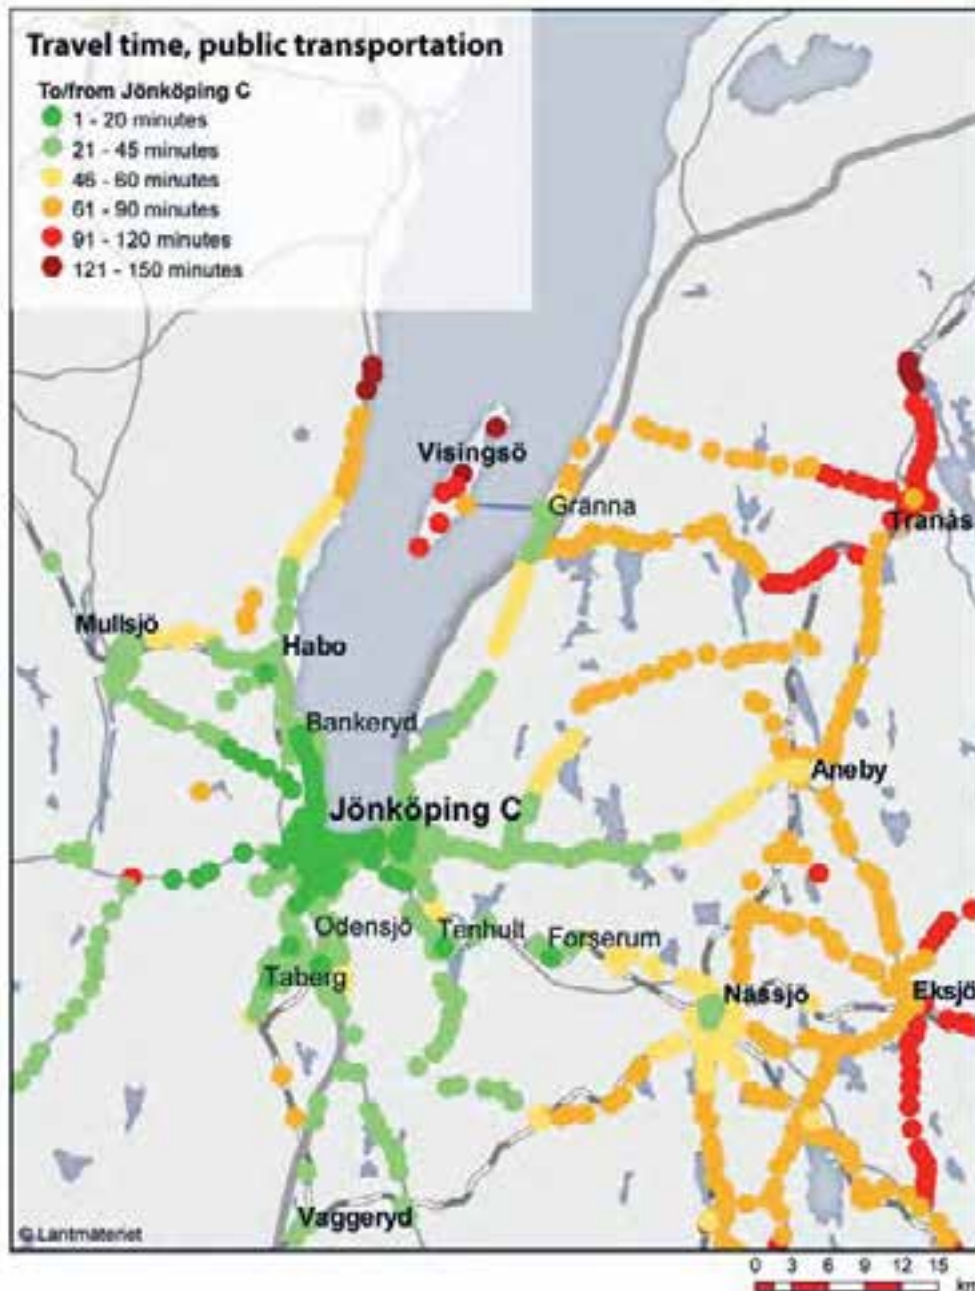 Travel time, public transportation
To/from Jönköping C
1 - 20 minutes
21 - 45 minutes
46 - 60 minutes
61 - 90 minutes
91 - 120 minutes
121 - 150 minutes
Visingsö
Gränna
Tranås
Mullsjö
Habo
Bankeryd
Aneby
Jönköping C
Odensjö
Tenhult
Forserum
Taberg
Nässjö
Eksjö
Vaggeryd
© Lantmäteriet
0 3 6 9 12 15
km